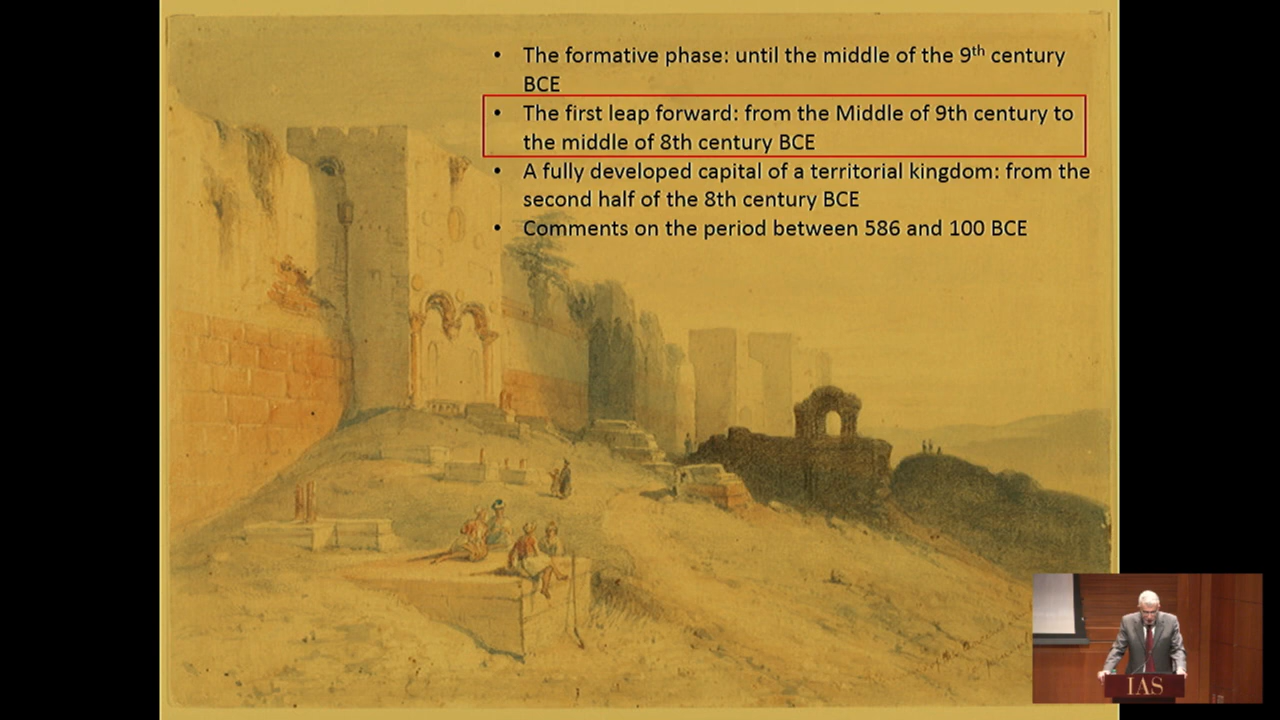 • The formative phase: until the middle of the 9th century
BCE
• The first leap forward: from the Middle of 9th century to
the middle of 8th century BCE
• A fully developed capital of a territorial kingdom: from the
second half of the 8th century BCE
• Comments on the period between 586 and 100 BCE
IAS